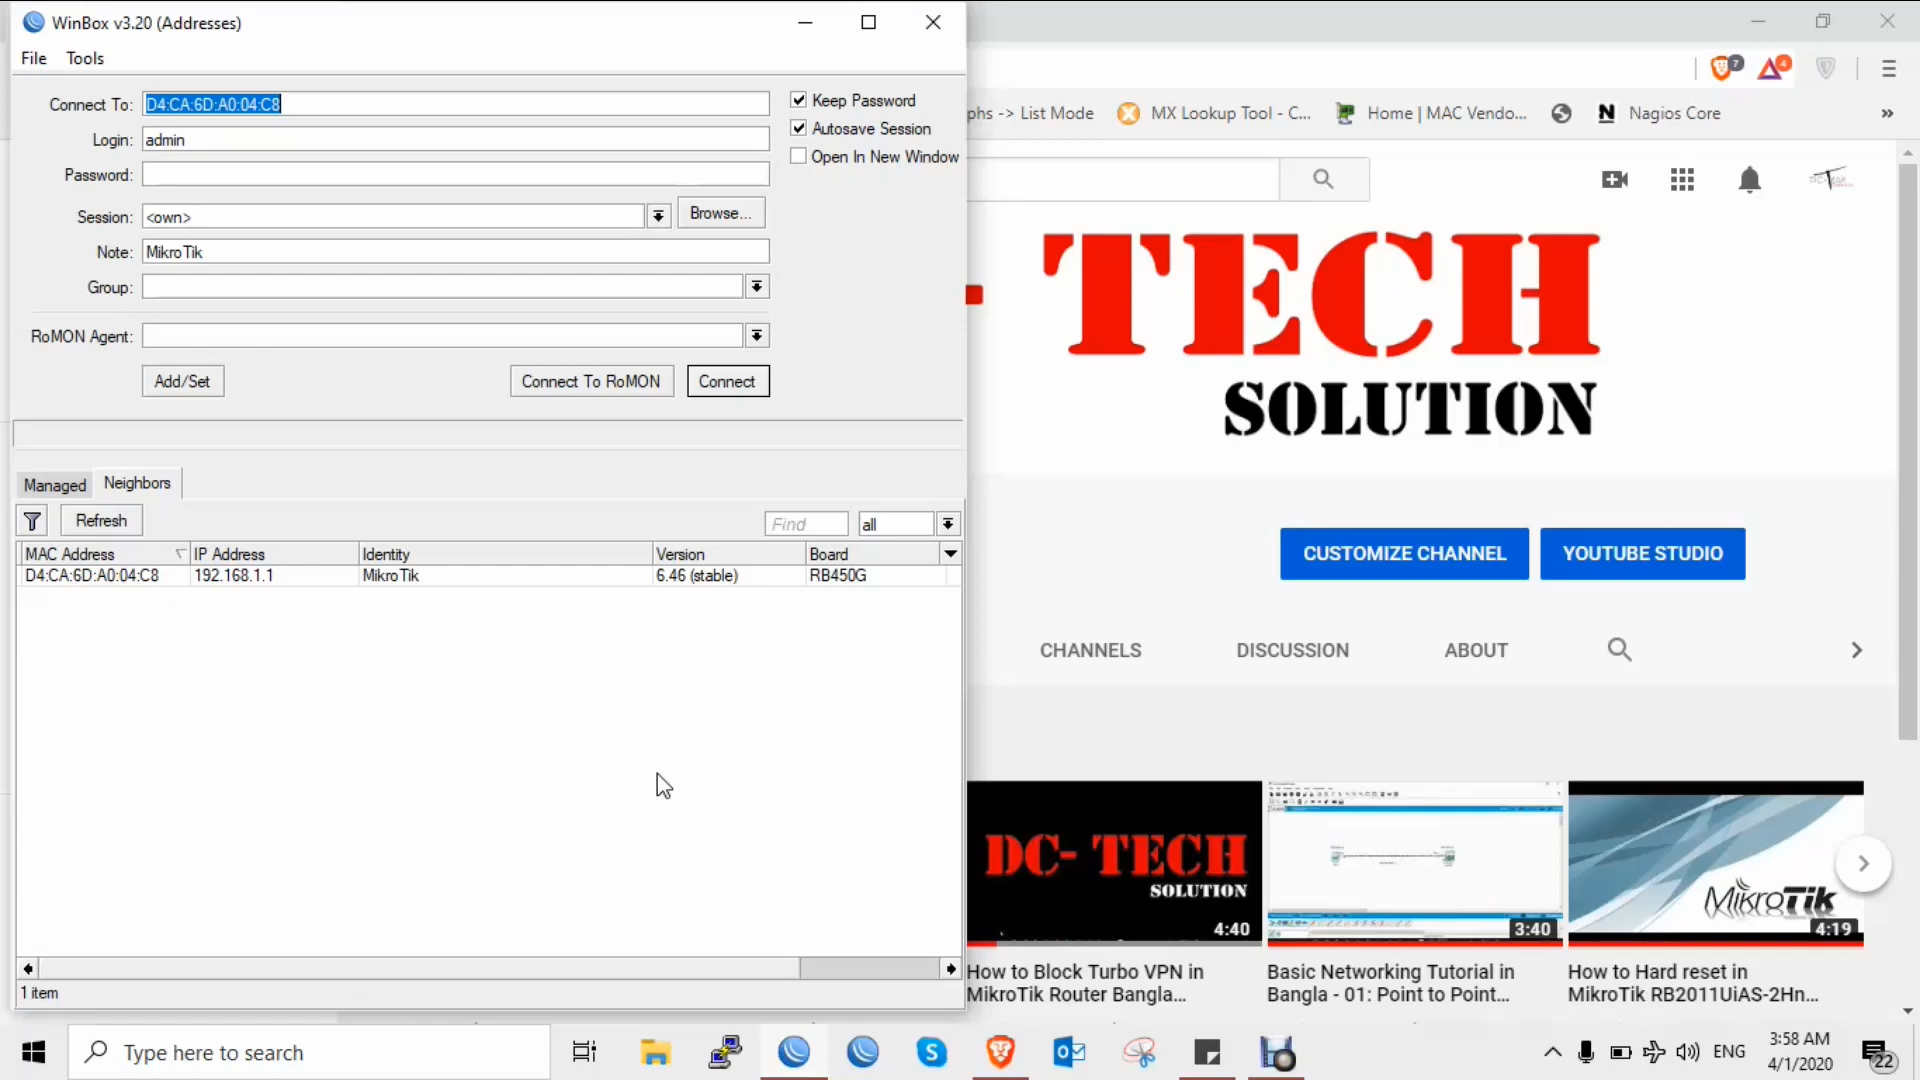 WinBox v3.20 (Addresses)
File Tools
Connect To: D4:CA:6D:A0:04:C8
Login: admin
Password:
Session: <own> Browse...
Note: MikroTik
Group:
RoMON Agent:
Add/Set Connect To RoMON Connect
Keep Password
Autosave Session
Open In New Window
Managed Neighbors
Refresh Find all
MAC Address IP Address Identity Version Board
D4:CA:6D:A0:04:C8 192.168.1.1 MikroTik 6.46 (stable) RB450G
1 item
7 4
phs -> List Mode MX Lookup Tool - C... Home | MAC Vendo... N Nagios Core »
- TECH
SOLUTION
CUSTOMIZE CHANNEL YOUTUBE STUDIO
CHANNELS DISCUSSION ABOUT
DC- TECH
SOLUTION
4:40
3:40
MikroTik
4:19
How to Block Turbo VPN in
MikroTik Router Bangla...
Basic Networking Tutorial in
Bangla - 01: Point to Point...
How to Hard reset in
MikroTik RB2011UiAS-2Hn...
Type here to search
ENG
3:58 AM
4/1/2020
22